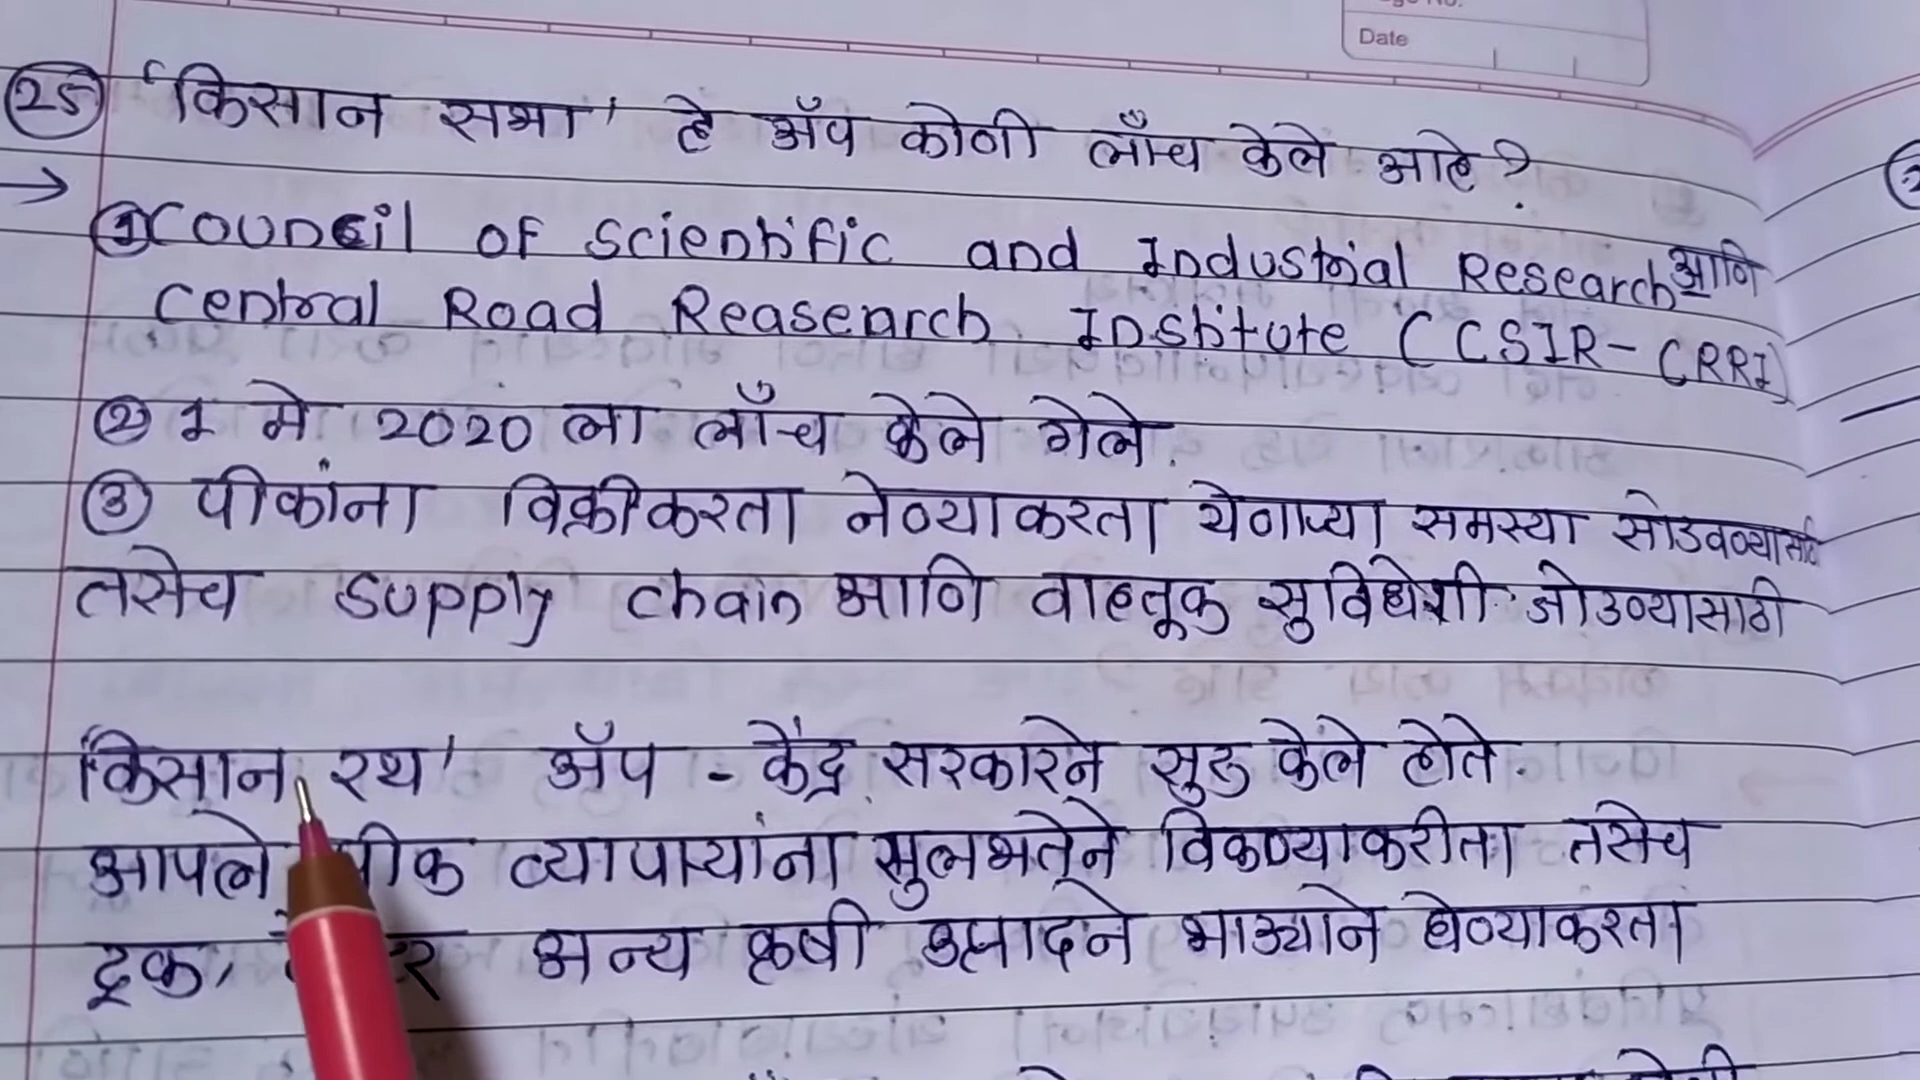 Date
(25) 'किसान सभा' हे ॲप कोणी लाँच केले आहे?
→
① Council of Scientific and Industrial Research आणि
Central Road Reasearch Institute (CSIR-CRRI)
② 1 मे 2020 ला लाँच केले गेले.
③ पीकांना विक्रीकरता नेण्याकरता येणाऱ्या समस्या सोडवण्यासाठी
तसेच supply chain आणि वाहतूक सुविधेशी जोडण्यासाठी
'किसान रथ' ॲप - केंद्र सरकारने सुरु केले होते.
आपले पीक व्यापाऱ्यांना सुलभतेने विकण्याकरीता तसेच
ट्रक, अन्य कृषी उत्पादने भाड्याने घेण्याकरता